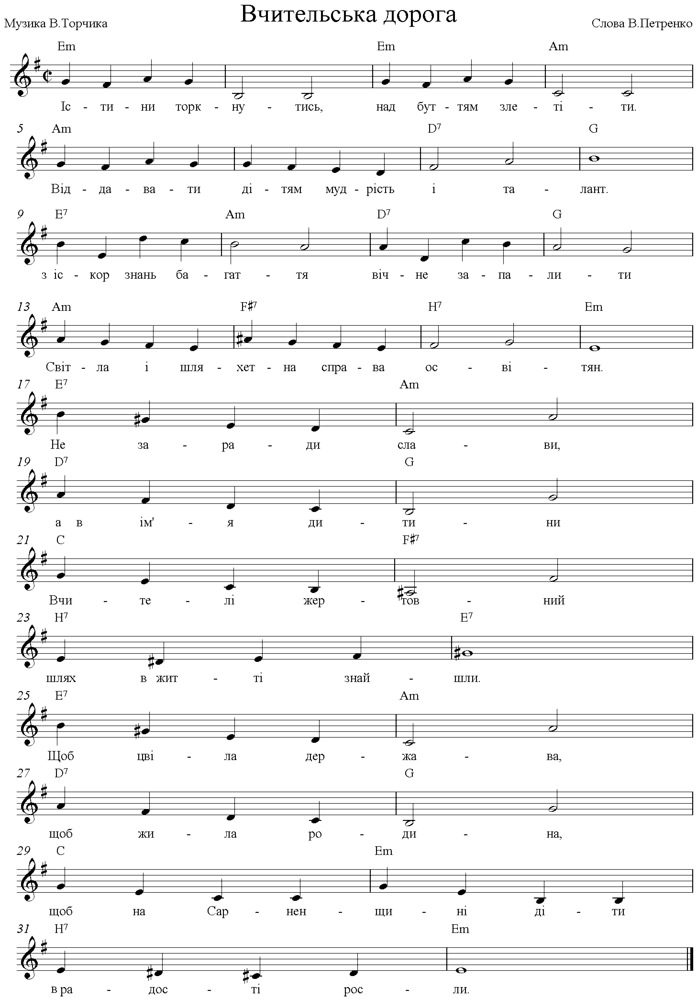 Вчительська дорога
Музика В.Торчика
Слова В.Петренко
Em Em Am
Іс - ти - ни торк - ну - тись, над бут - тям зле - ті - ти.
5 Am D7 G
Від - да - ва - ти ді - тям муд - рість і та - лант.
9 E7 Am D7 G
з іс - кор знань ба - гат - тя віч - не за - па - ли - ти
13 Am F#7 H7 Em
Світ - ла і шля - хет - на спра - ва ос - ві - тян.
17 E7 Am
Не за - ра - ди сла - ви,
19 D7 G
а в ім' - я ди - ти - ни
21 C F#7
Вчи - те - лі жер - тов - ний
23 H7 E7
шлях в жит - ті знай - шли.
25 E7 Am
Щоб цві - ла дер - жа - ва,
27 D7 G
щоб жи - ла ро - ди - на,
29 C Em
щоб на Сар - нен - щи - ні ді - ти
31 H7 Em
в ра - дос - ті рос - ли.